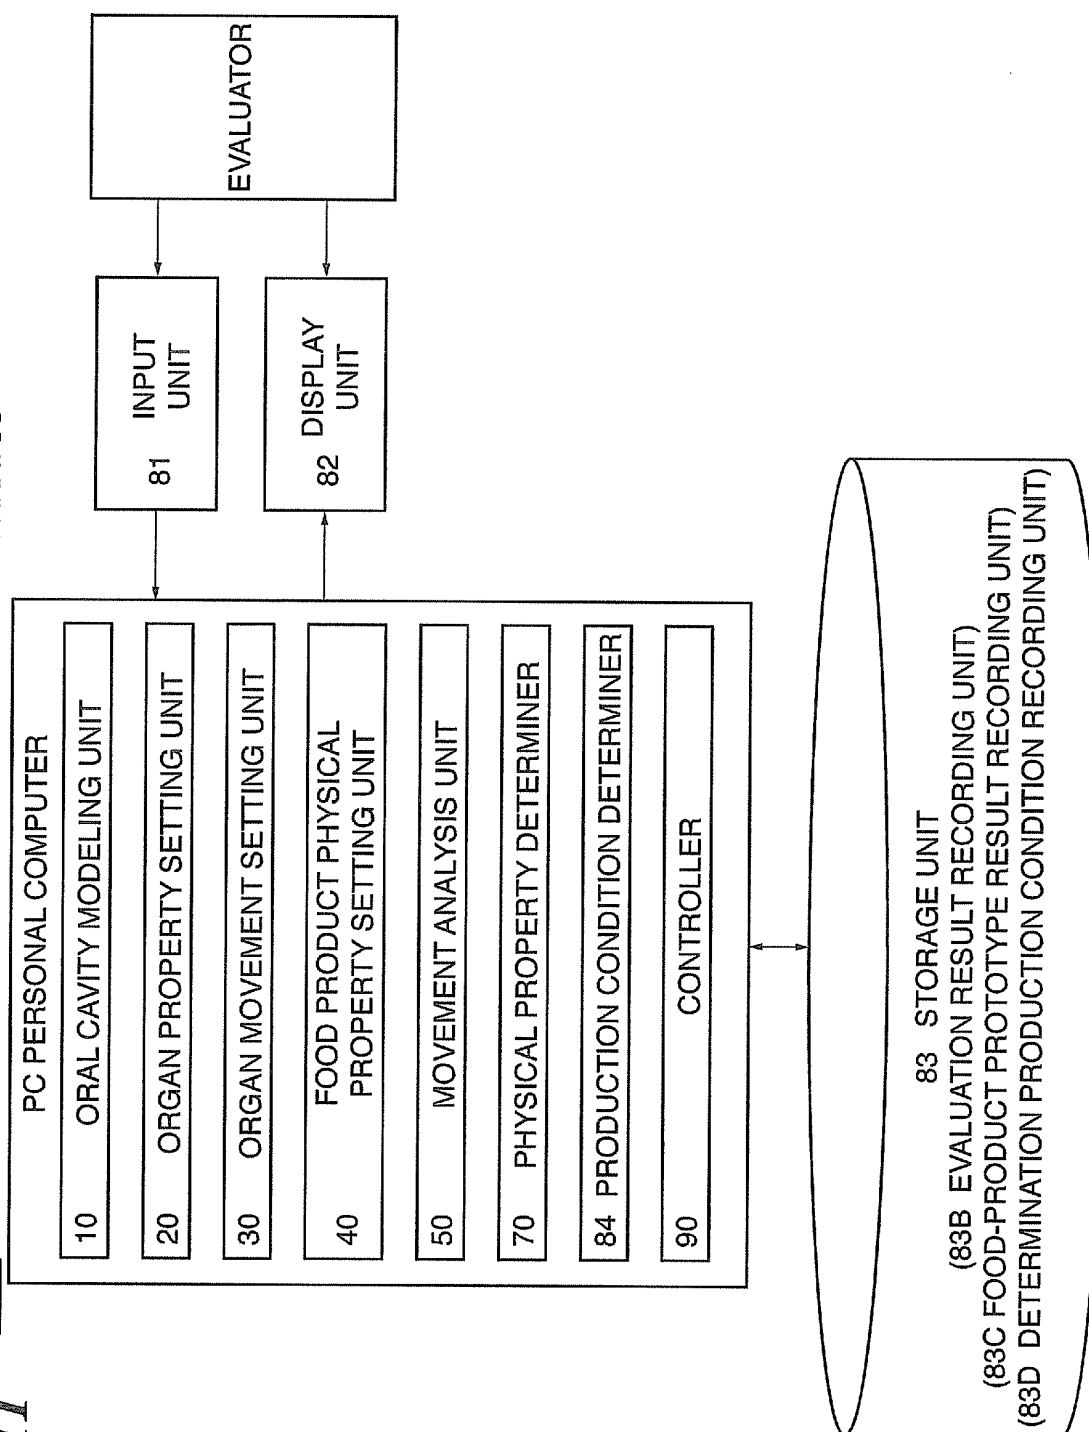 PC PERSONAL COMPUTER
10 ORAL CAVITY MODELING UNIT
20 ORGAN PROPERTY SETTING UNIT
30 ORGAN MOVEMENT SETTING UNIT
40 FOOD PRODUCT PHYSICAL
PROPERTY SETTING UNIT
50 MOVEMENT ANALYSIS UNIT
70 PHYSICAL PROPERTY DETERMINER
84 PRODUCTION CONDITION DETERMINER
90 CONTROLLER
81 INPUT
UNIT
82 DISPLAY
UNIT
EVALUATOR
83 STORAGE UNIT
(83B EVALUATION RESULT RECORDING UNIT)
(83C FOOD-PRODUCT PROTOTYPE RESULT RECORDING UNIT)
(83D DETERMINATION PRODUCTION CONDITION RECORDING UNIT)